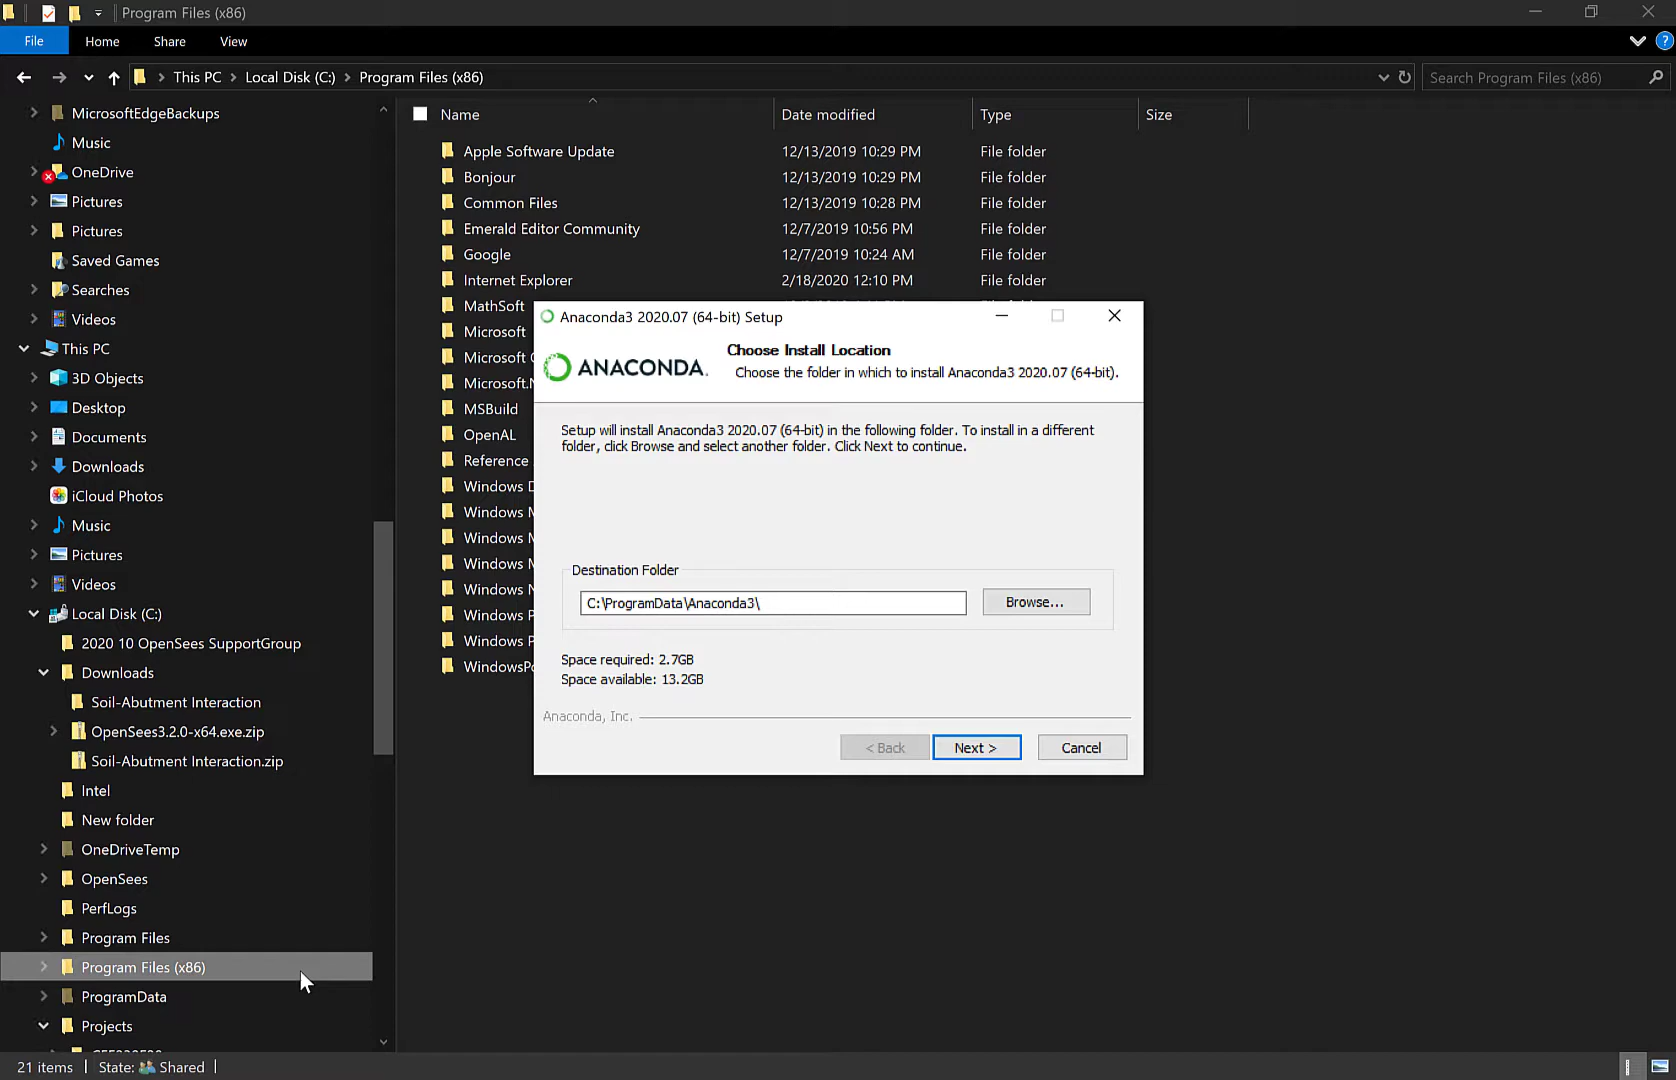 Program Files (x86)
File Home Share View
This PC Local Disk (C:) Program Files (x86)
Search Program Files (x86)
MicrosoftEdgeBackups
Music
OneDrive
Pictures
Pictures
Saved Games
Searches
Videos
This PC
3D Objects
Desktop
Documents
Downloads
iCloud Photos
Music
Pictures
Videos
Local Disk (C:)
2020 10 OpenSees SupportGroup
Downloads
Soil-Abutment Interaction
OpenSees3.2.0-x64.exe.zip
Soil-Abutment Interaction.zip
Intel
New folder
OneDriveTemp
OpenSees
PerfLogs
Program Files
Program Files (x86)
ProgramData
Projects
Name Date modified Type Size
Apple Software Update 12/13/2019 10:29 PM File folder
Bonjour 12/13/2019 10:29 PM File folder
Common Files 12/13/2019 10:28 PM File folder
Emerald Editor Community 12/7/2019 10:56 PM File folder
Google 12/7/2019 10:24 AM File folder
Internet Explorer 2/18/2020 12:10 PM File folder
MathSoft
Microsoft
Microsoft
Microsoft.N
MSBuild
OpenAL
Reference
Windows D
Windows M
Windows M
Windows M
Windows N
Windows P
Windows P
WindowsPo
Anaconda3 2020.07 (64-bit) Setup
ANACONDA.
Choose Install Location
Choose the folder in which to install Anaconda3 2020.07 (64-bit).
Setup will install Anaconda3 2020.07 (64-bit) in the following folder. To install in a different
folder, click Browse and select another folder. Click Next to continue.
Destination Folder
C:\ProgramData\Anaconda3\
Browse...
Space required: 2.7GB
Space available: 13.2GB
Anaconda, Inc.
< Back Next > Cancel
21 items State: Shared